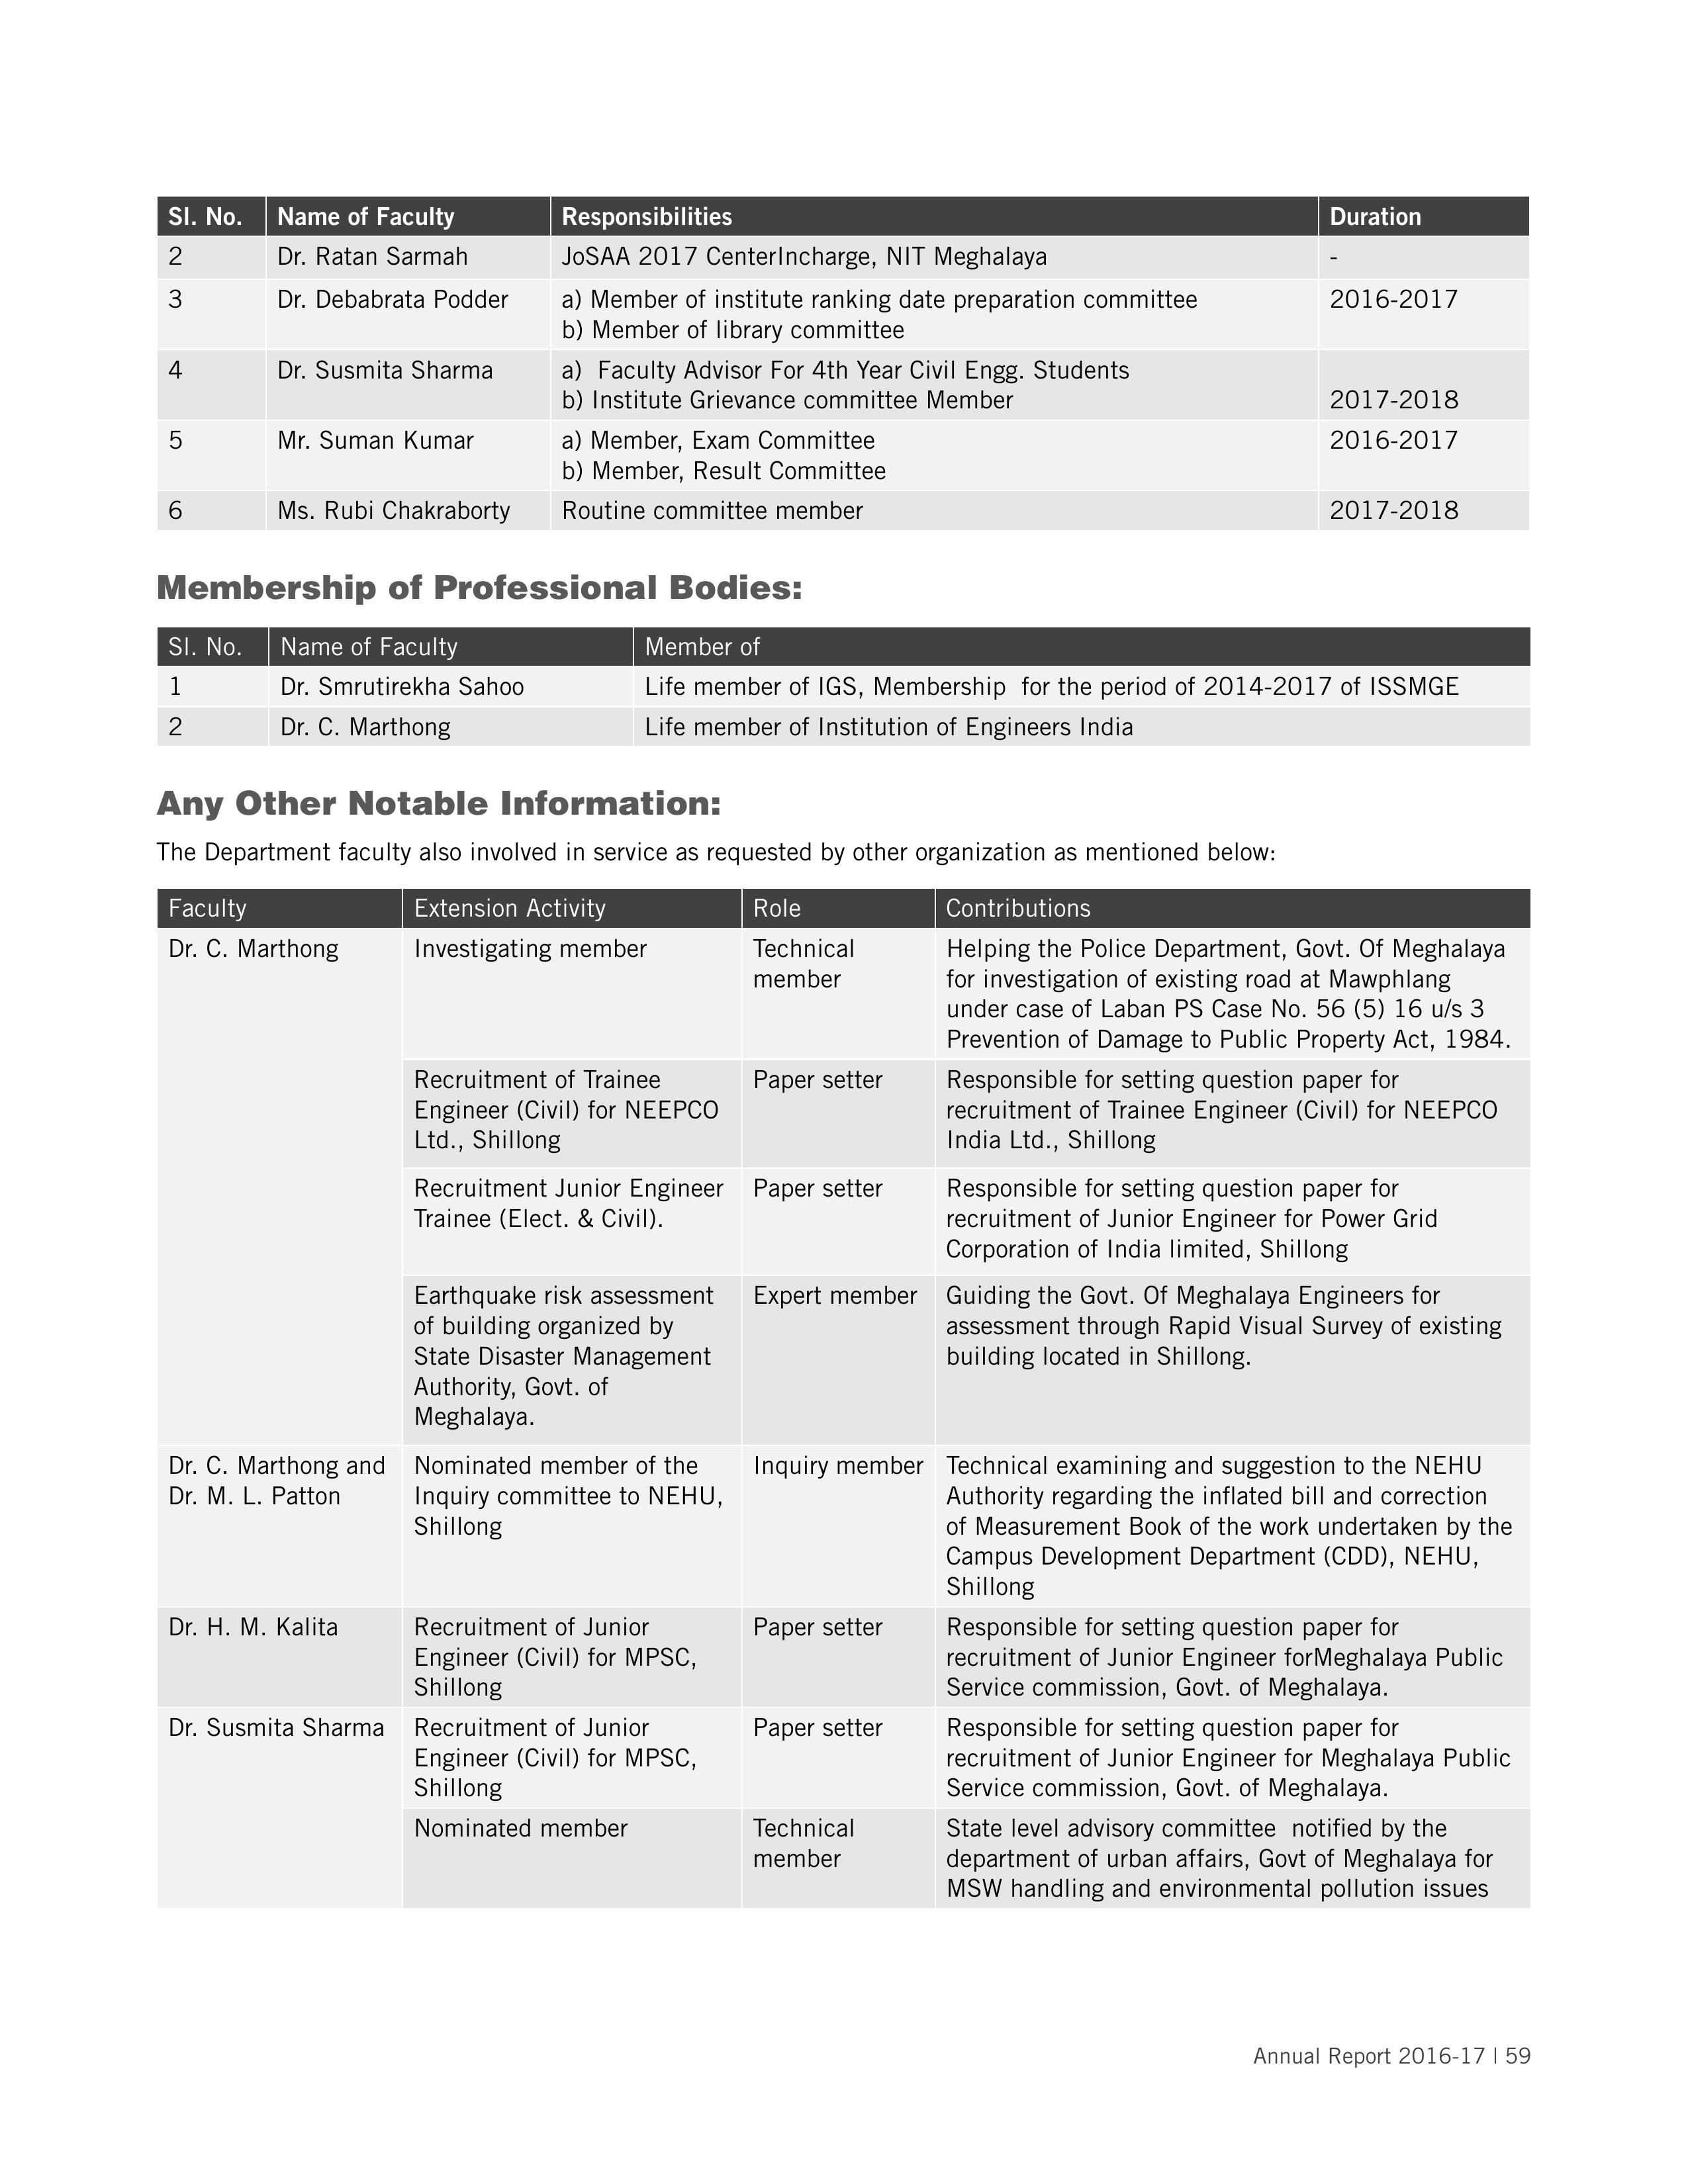 Sl. No. Name of Faculty Responsibilities Duration
2 Dr. Ratan Sarmah JoSAA 2017 CenterIncharge, NIT Meghalaya -
3 Dr. Debabrata Podder a) Member of institute ranking date preparation committee 2016-2017
b) Member of library committee
4 Dr. Susmita Sharma a) Faculty Advisor For 4th Year Civil Engg. Students
b) Institute Grievance committee Member 2017-2018
5 Mr. Suman Kumar a) Member, Exam Committee 2016-2017
b) Member, Result Committee
6 Ms. Rubi Chakraborty Routine committee member 2017-2018
Membership of Professional Bodies:
Sl. No. Name of Faculty Member of
1 Dr. Smrutirekha Sahoo Life member of IGS, Membership for the period of 2014-2017 of ISSMGE
2 Dr. C. Marthong Life member of Institution of Engineers India
Any Other Notable Information:
The Department faculty also involved in service as requested by other organization as mentioned below:
Faculty Extension Activity Role Contributions
Dr. C. Marthong Investigating member Technical Helping the Police Department, Govt. Of Meghalaya
member for investigation of existing road at Mawphlang
under case of Laban PS Case No. 56 (5) 16 u/s 3
Prevention of Damage to Public Property Act, 1984.
Recruitment of Trainee Paper setter Responsible for setting question paper for
Engineer (Civil) for NEEPCO recruitment of Trainee Engineer (Civil) for NEEPCO
Ltd., Shillong India Ltd., Shillong
Recruitment Junior Engineer Paper setter Responsible for setting question paper for
Trainee (Elect. & Civil). recruitment of Junior Engineer for Power Grid
Corporation of India limited, Shillong
Earthquake risk assessment Expert member Guiding the Govt. Of Meghalaya Engineers for
of building organized by assessment through Rapid Visual Survey of existing
State Disaster Management building located in Shillong.
Authority, Govt. of
Meghalaya.
Dr. C. Marthong and Nominated member of the Inquiry member Technical examining and suggestion to the NEHU
Dr. M. L. Patton Inquiry committee to NEHU, Authority regarding the inflated bill and correction
Shillong of Measurement Book of the work undertaken by the
Campus Development Department (CDD), NEHU,
Shillong
Dr. H. M. Kalita Recruitment of Junior Paper setter Responsible for setting question paper for
Engineer (Civil) for MPSC, recruitment of Junior Engineer forMeghalaya Public
Shillong Service commission, Govt. of Meghalaya.
Dr. Susmita Sharma Recruitment of Junior Paper setter Responsible for setting question paper for
Engineer (Civil) for MPSC, recruitment of Junior Engineer for Meghalaya Public
Shillong Service commission, Govt. of Meghalaya.
Nominated member Technical State level advisory committee notified by the
member department of urban affairs, Govt of Meghalaya for
MSW handling and environmental pollution issues
Annual Report 2016-17 | 59